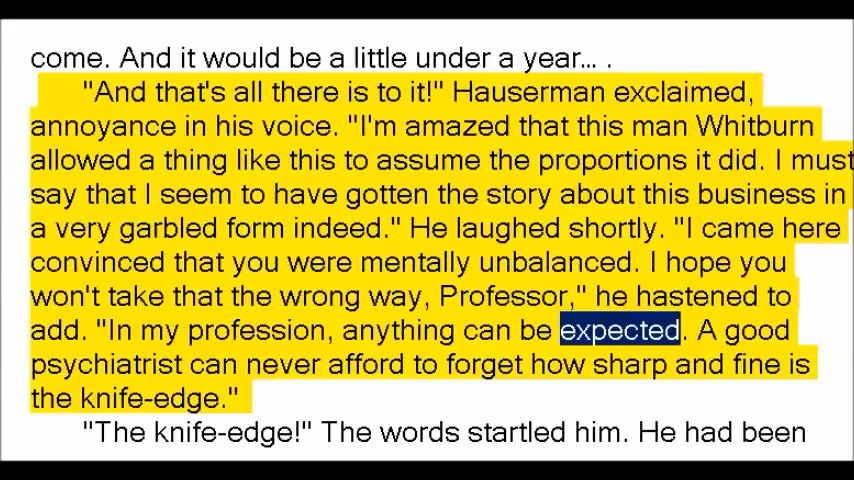 come. And it would be a little under a year... .
"And that's all there is to it!" Hauserman exclaimed,
annoyance in his voice. "I'm amazed that this man Whitburn
allowed a thing like this to assume the proportions it did. I must
say that I seem to have gotten the story about this business in
a very garbled form indeed." He laughed shortly. "I came here
convinced that you were mentally unbalanced. I hope you
won't take that the wrong way, Professor," he hastened to
add. "In my profession, anything can be expected. A good
psychiatrist can never afford to forget how sharp and fine is
the knife-edge."
"The knife-edge!" The words startled him. He had been